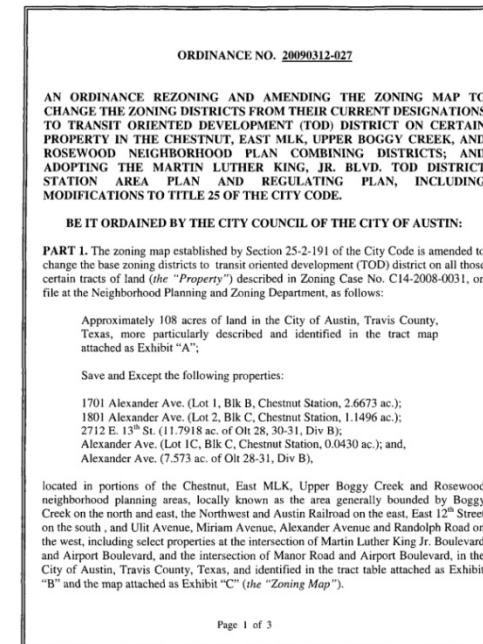 ORDINANCE NO. 20090312-027
AN ORDINANCE REZONING AND AMENDING THE ZONING MAP TO
CHANGE THE ZONING DISTRICTS FROM THEIR CURRENT DESIGNATIONS
TO TRANSIT ORIENTED DEVELOPMENT (TOD) DISTRICT ON CERTAIN
PROPERTY IN THE CHESTNUT, EAST MLK, UPPER BOGGY CREEK, AND
ROSEWOOD NEIGHBORHOOD PLAN COMBINING DISTRICTS; AND
ADOPTING THE MARTIN LUTHER KING, JR. BLVD. TOD DISTRICT
STATION AREA PLAN AND REGULATING PLAN, INCLUDING
MODIFICATIONS TO TITLE 25 OF THE CITY CODE.
BE IT ORDAINED BY THE CITY COUNCIL OF THE CITY OF AUSTIN:
PART 1. The zoning map established by Section 25-2-191 of the City Code is amended to
change the base zoning districts to transit oriented development (TOD) district on all those
certain tracts of land (the "Property") described in Zoning Case No. C14-2008-0031, on
file at the Neighborhood Planning and Zoning Department, as follows:
Approximately 108 acres of land in the City of Austin, Travis County,
Texas, more particularly described and identified in the tract map
attached as Exhibit "A";
Save and Except the following properties:
1701 Alexander Ave. (Lot 1, Blk B, Chestnut Station, 2.6673 ac.);
1801 Alexander Ave. (Lot 2, Blk C, Chestnut Station, 1.1496 ac.);
2712 E. 13th St. (11.7918 ac. of Olt 28, 30-31, Div B);
Alexander Ave. (Lot 1C, Blk C, Chestnut Station, 0.0430 ac.); and,
Alexander Ave. (7.573 ac. of Olt 28-31, Div B),
located in portions of the Chestnut, East MLK, Upper Boggy Creek and Rosewood
neighborhood planning areas, locally known as the area generally bounded by Boggy
Creek on the north and east, the Northwest and Austin Railroad on the east, East 12th Street
on the south , and Ulit Avenue, Miriam Avenue, Alexander Avenue and Randolph Road on
the west, including select properties at the intersection of Martin Luther King Jr. Boulevard
and Airport Boulevard, and the intersection of Manor Road and Airport Boulevard, in the
City of Austin, Travis County, Texas, and identified in the tract table attached as Exhibit
"B" and the map attached as Exhibit "C" (the "Zoning Map").
Page 1 of 3